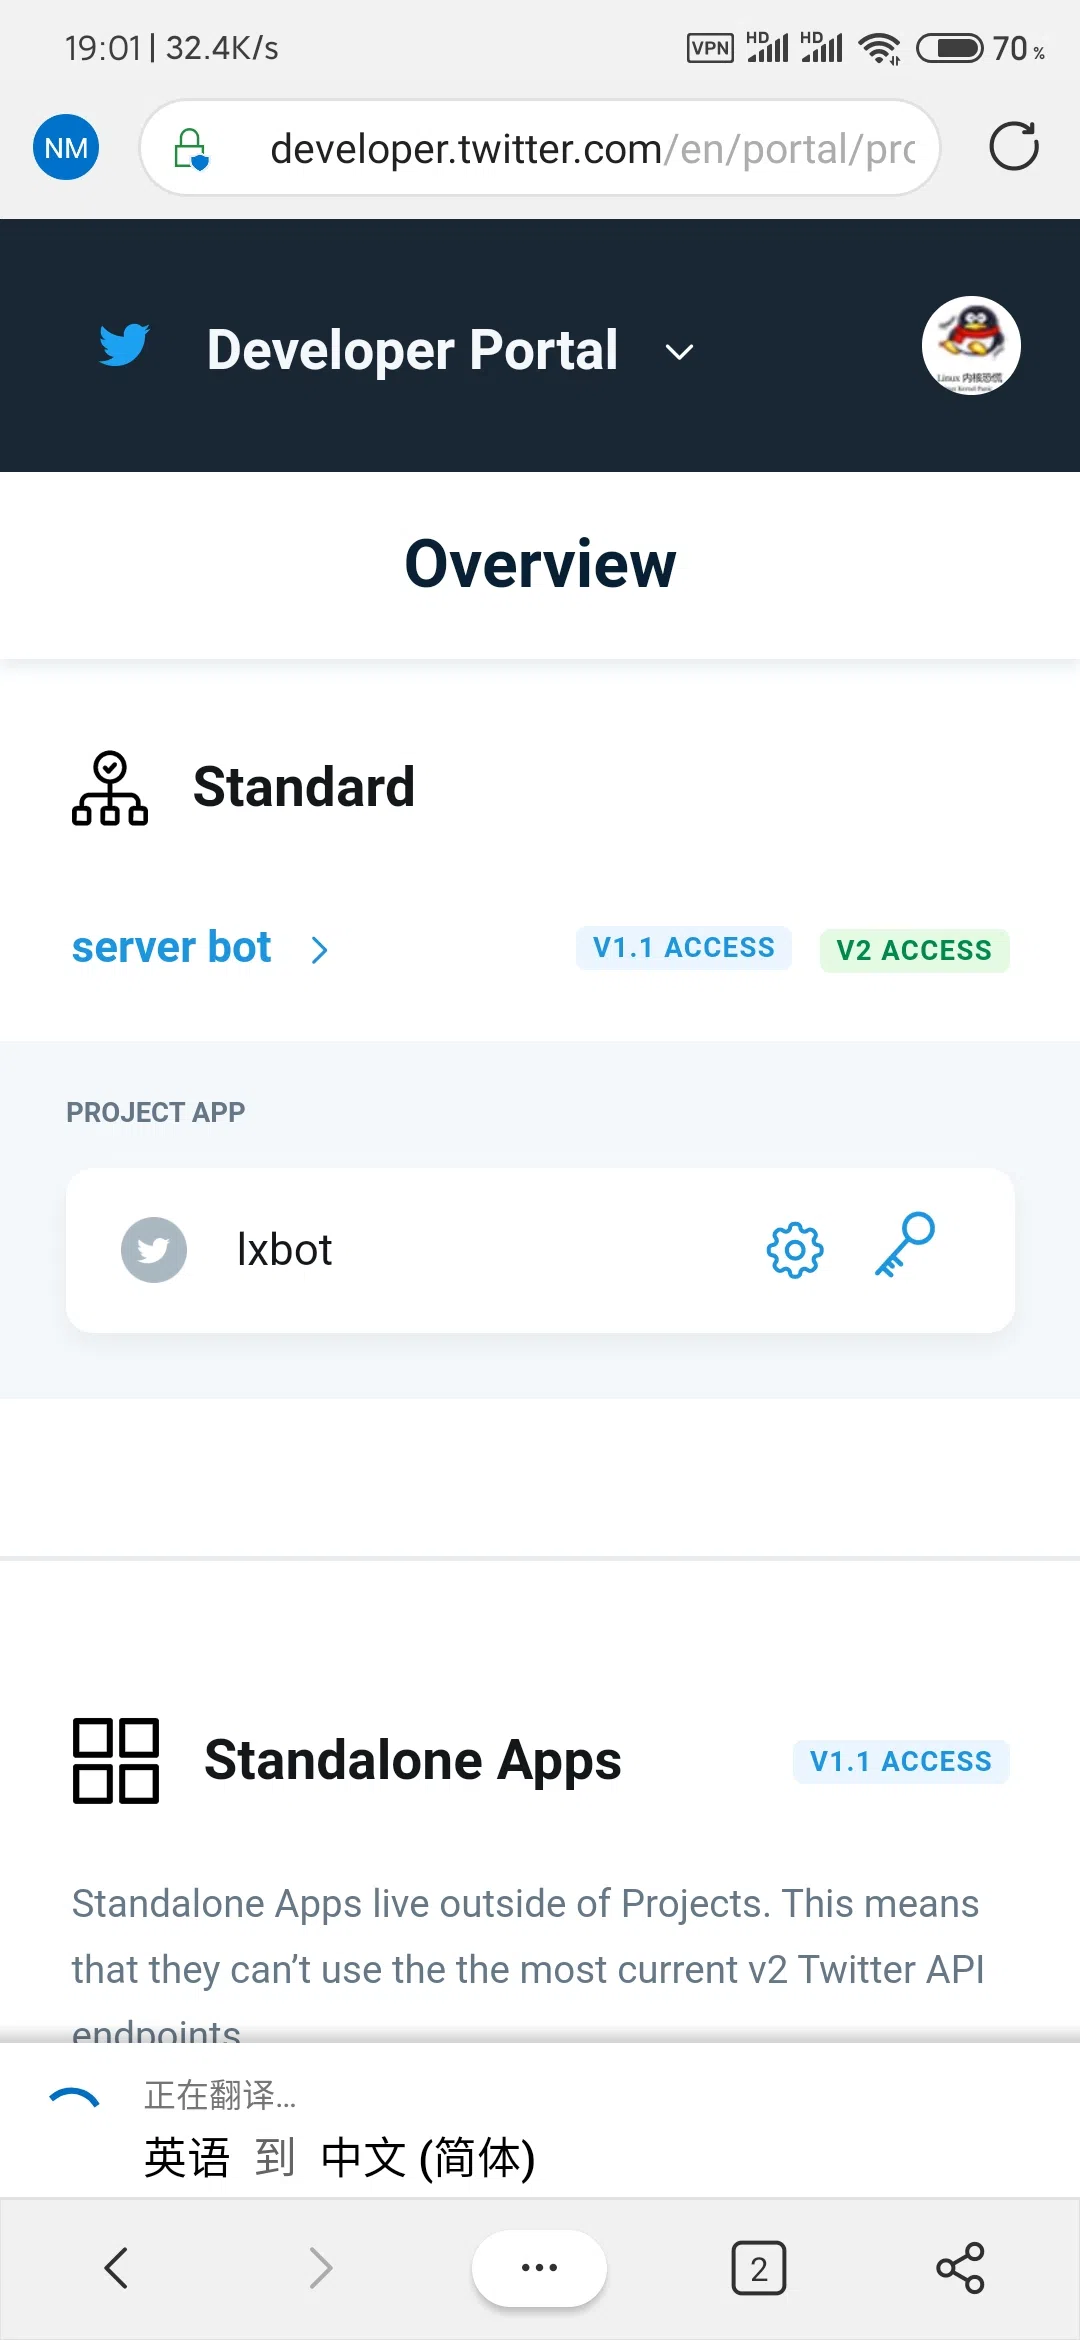 19:01 | 32.4K/s VPN HD HD 70 %
NM developer.twitter.com/en/portal/pro
Developer Portal
Linux 内核恐慌
Overview
Standard
server bot V1.1 ACCESS V2 ACCESS
PROJECT APP
lxbot
Standalone Apps V1.1 ACCESS
Standalone Apps live outside of Projects. This means
that they can’t use the the most current v2 Twitter API
endpoints
正在翻译...
英语 到 中文 (简体)
2